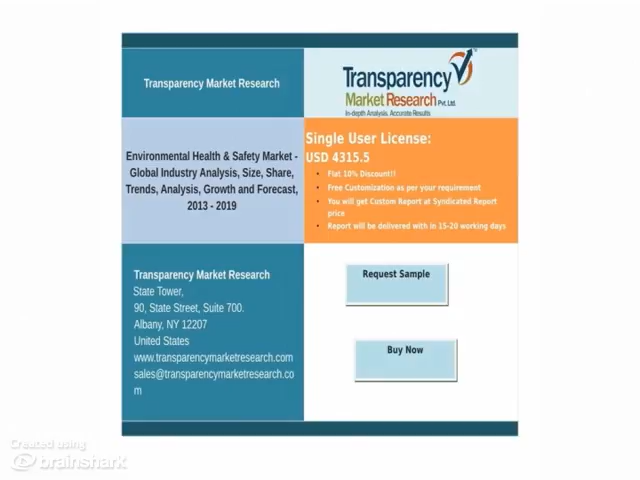 Transparency Market Research
Transparency
Market Research Pvt. Ltd.
In-depth Analysis. Accurate Results
Environmental Health & Safety Market -
Global Industry Analysis, Size, Share,
Trends, Analysis, Growth and Forecast,
2013 - 2019
Single User License:
USD 4315.5
• Flat 10% Discount!!
• Free Customization as per your requirement
• You will get Custom Report at Syndicated Report
price
• Report will be delivered with in 15-20 working days
Transparency Market Research
State Tower,
90, State Street, Suite 700.
Albany, NY 12207
United States
www.transparencymarketresearch.com
sales@transparencymarketresearch.co
m
Request Sample
Buy Now
Created using
brainshark